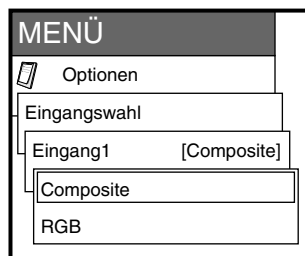 MENÜ
Optionen
Eingangswahl
Eingang1 [Composite]
Composite
RGB